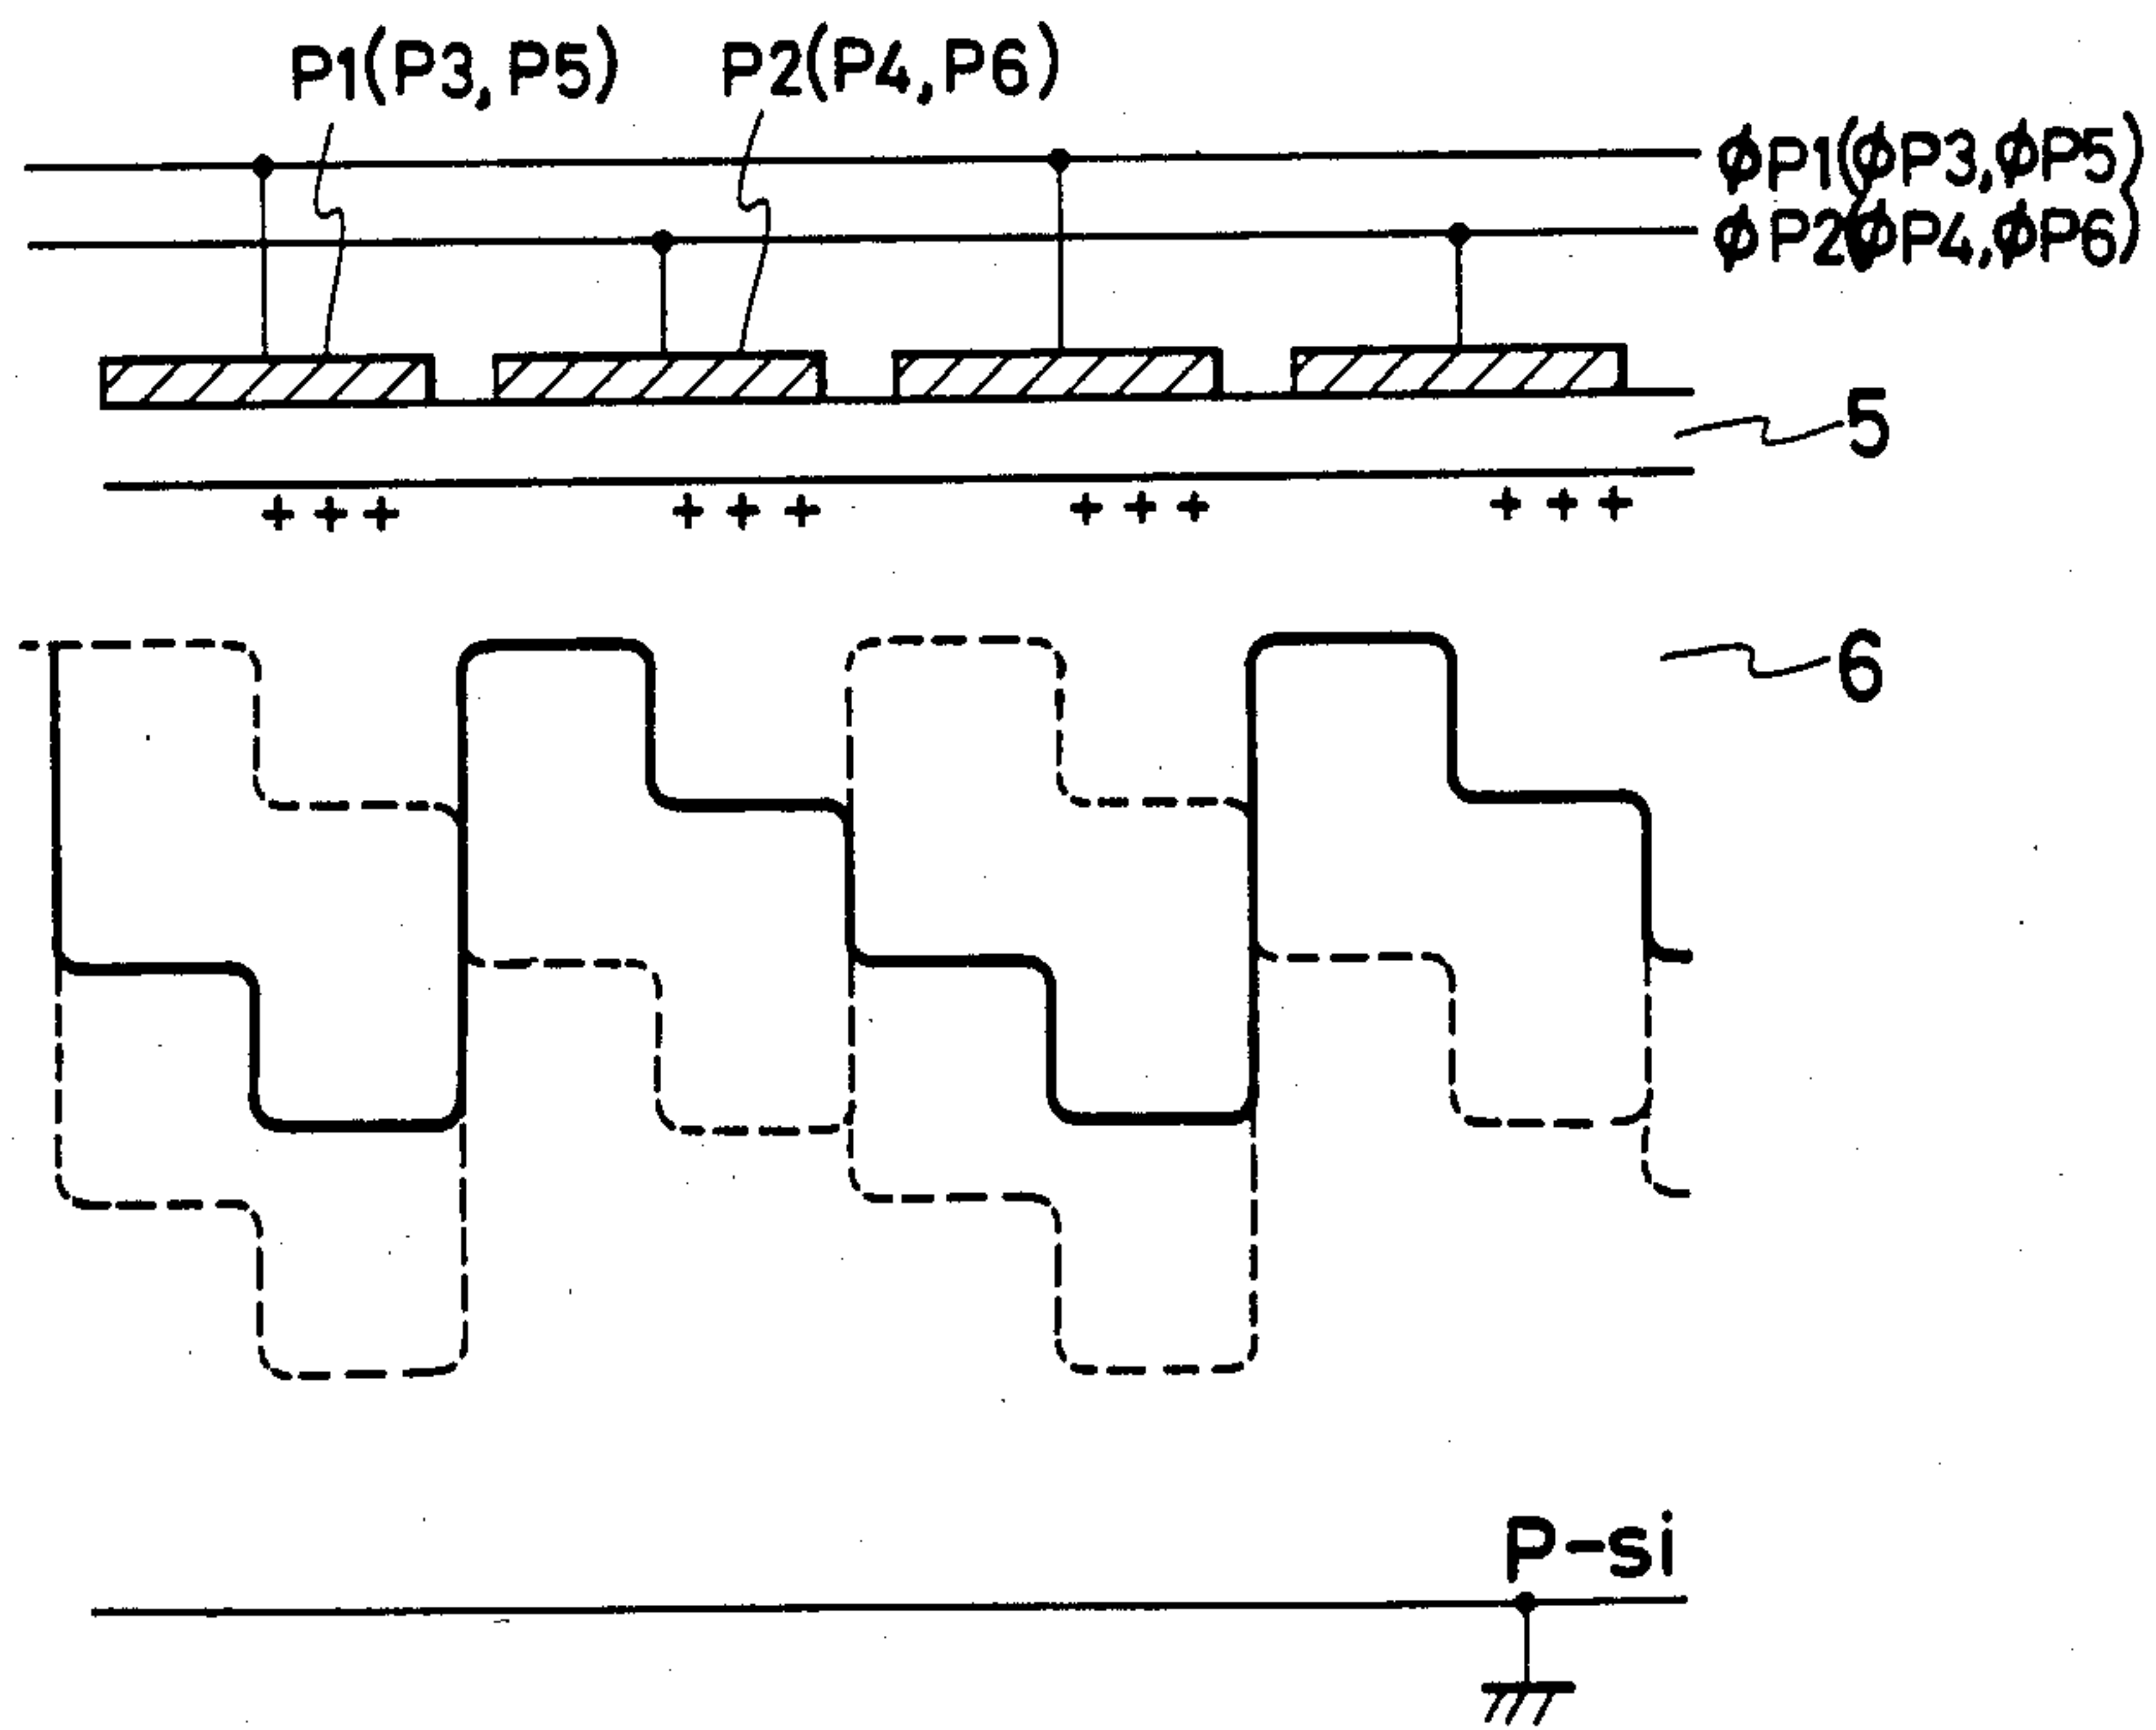 P1(P3,P5)
P2(P4,P6)
ϕP1(ϕP3,ϕP5)
ϕP2(ϕP4,ϕP6)
5
+ + +
+ + +
+ + +
+ + +
6
P-si